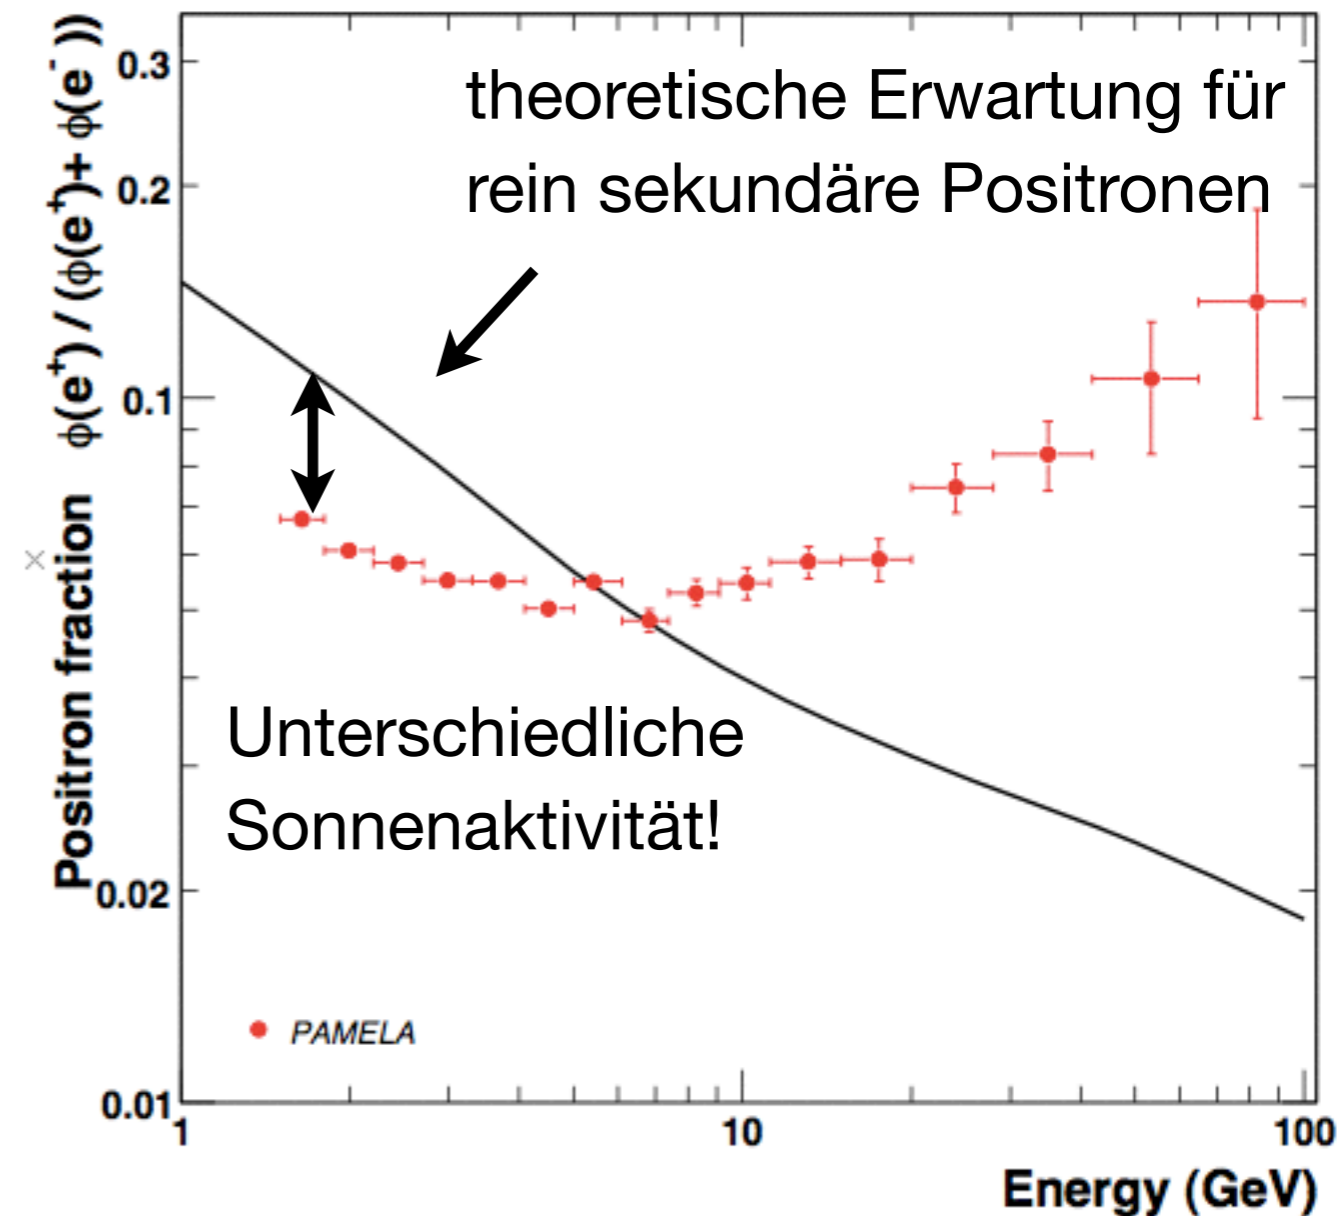 Position fraction φ(e⁺) / (φ(e⁺)+ φ(e⁻))
0.3
0.2
0.1
0.02
0.01
theoretische Erwartung für
rein sekundäre Positronen
Unterschiedliche
Sonnenaktivität!
PAMELA
1
10
100
Energy (GeV)